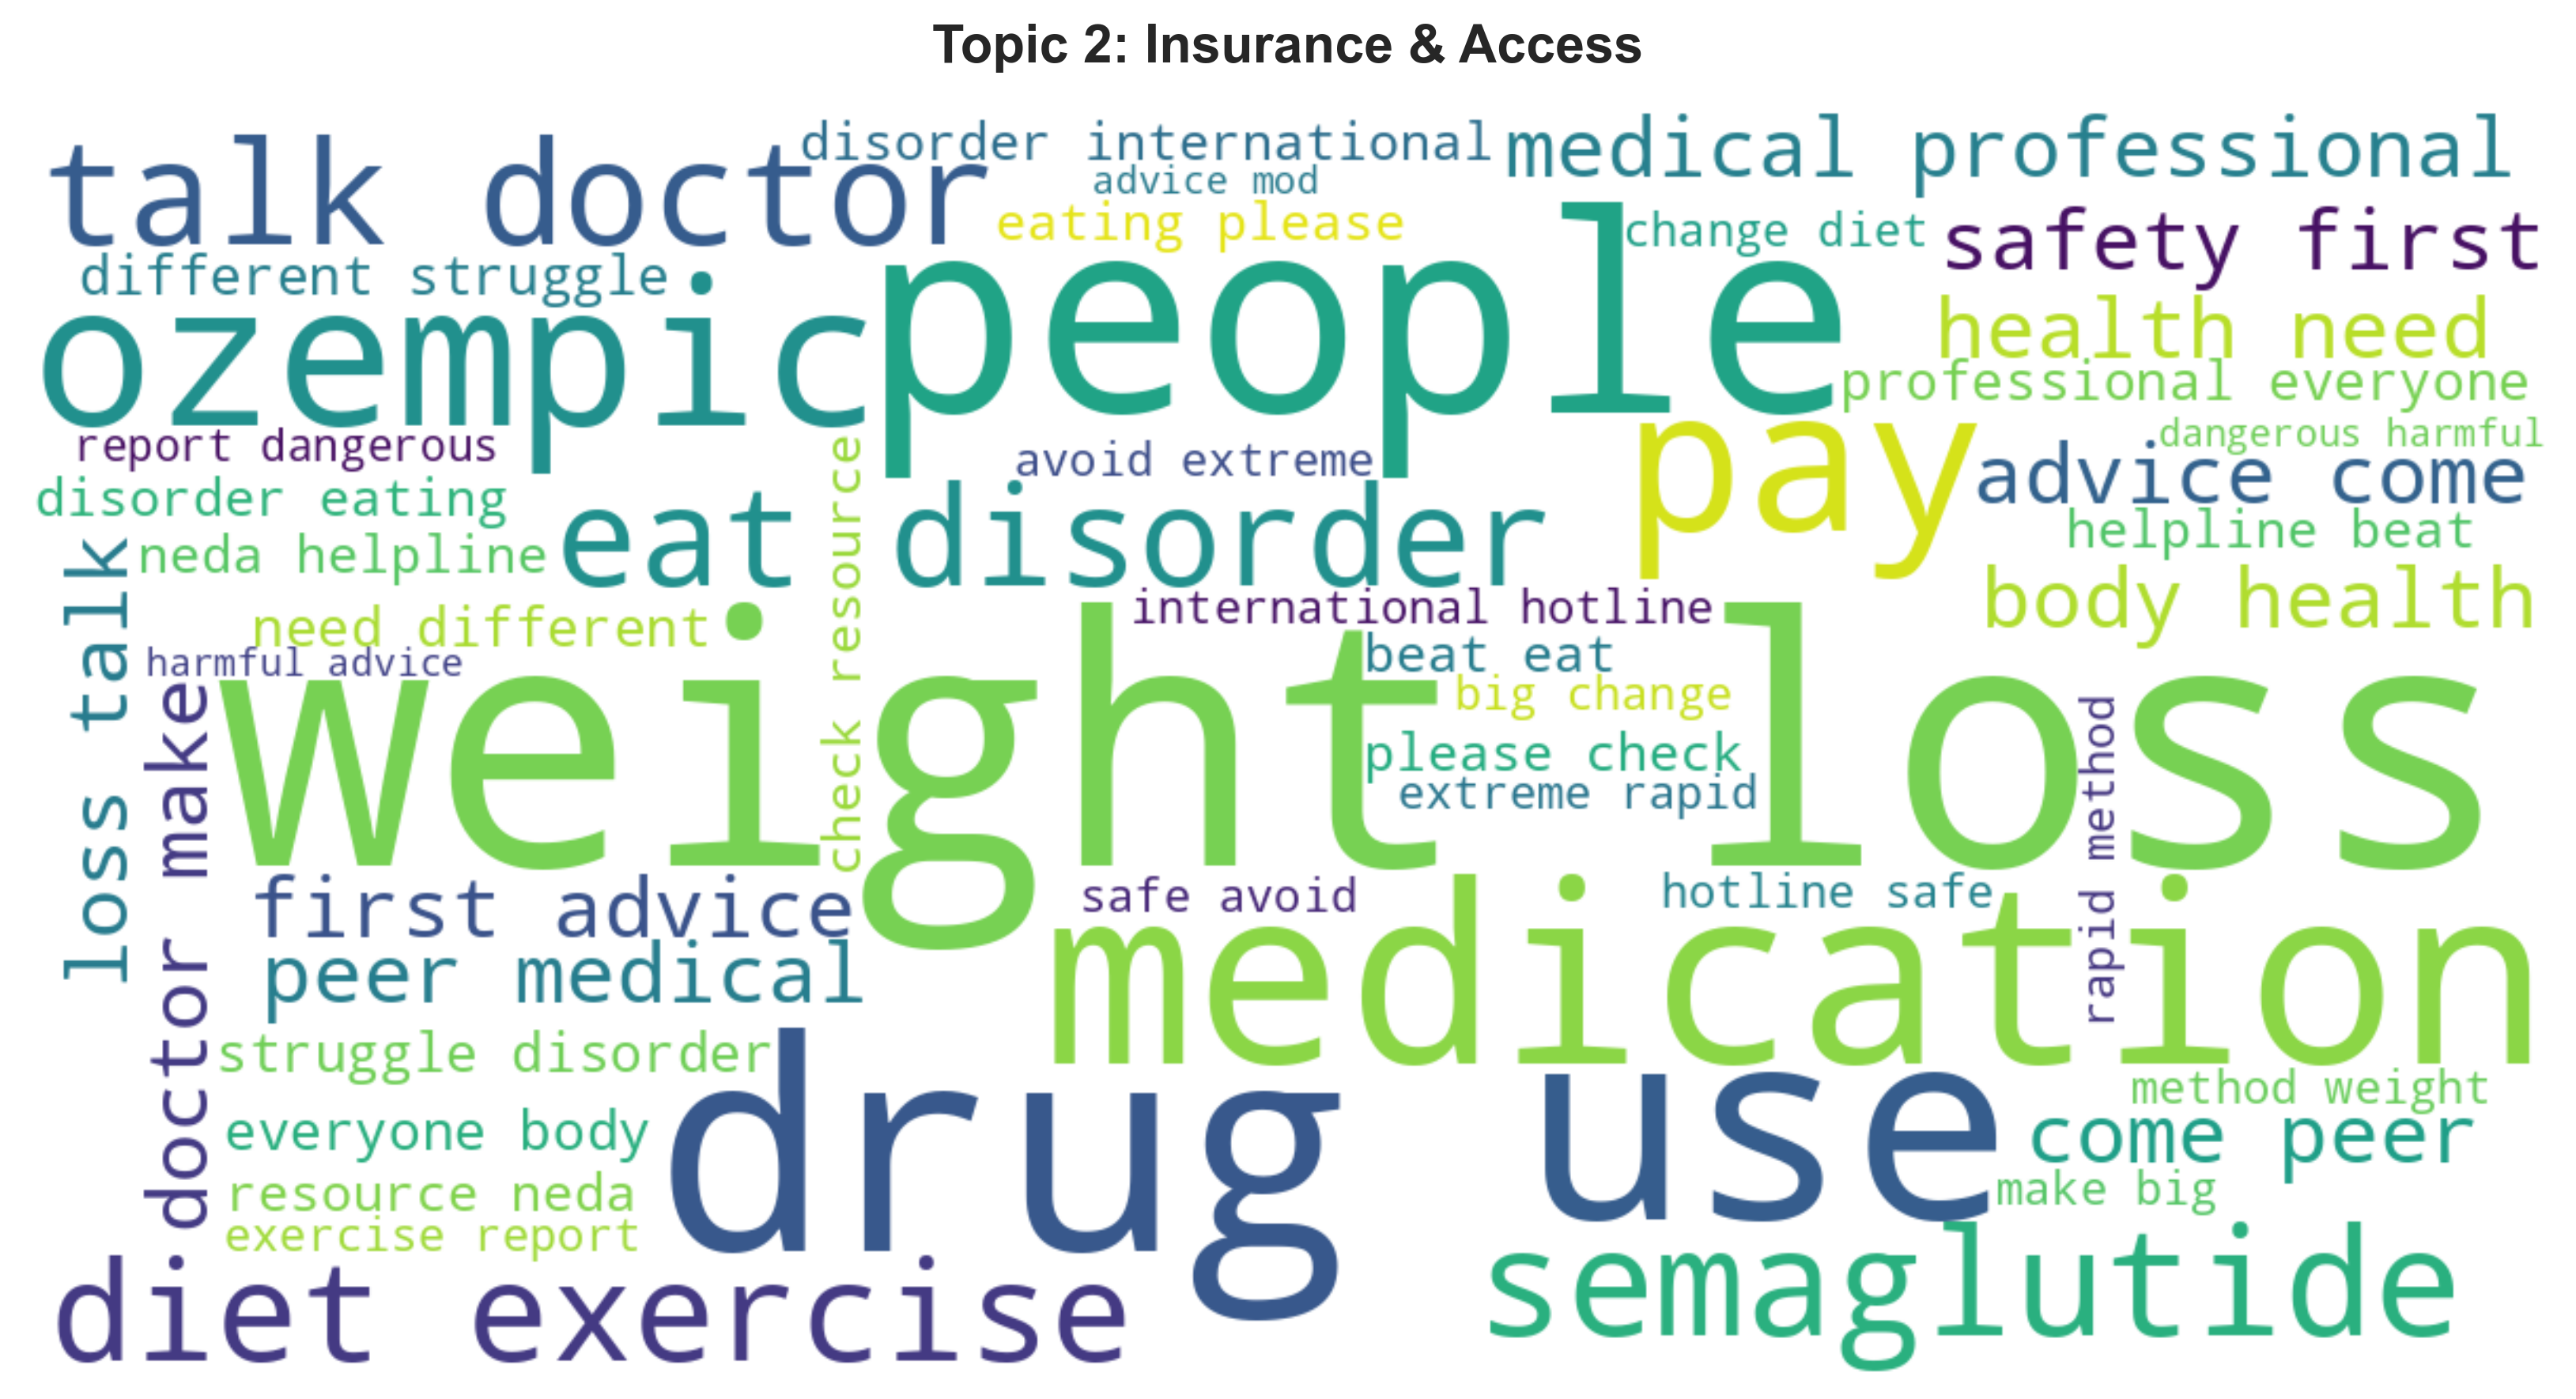 Topic 2: Insurance & Access
talk doctor
disorder international
medical professional
advice mod
eating please
change diet
safety first
different struggle
ozempic
people
health need
professional everyone
report dangerous
avoid extreme
pay
dangerous harmful
advice come
disorder eating
eat disorder
check resource
helpline beat
neda helpline
loss talk
body health
international hotline
need different
harmful advice
weight loss
beat eat
big change
please check
extreme rapid
rapid method
doctor make
first advice
safe avoid
hotline safe
medication
peer medical
struggle disorder
drug
use
method weight
everyone body
come peer
resource neda
make big
exercise report
diet exercise
semaglutide